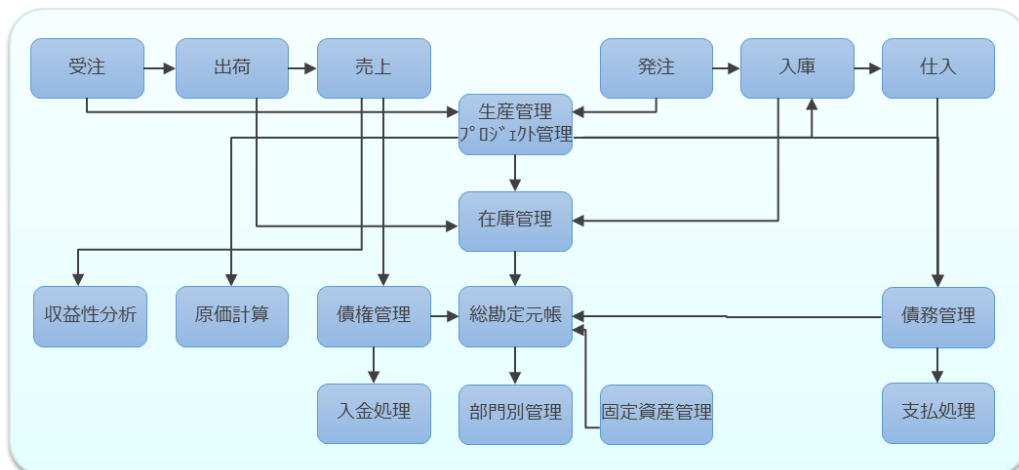 受注
出荷
売上
発注
入庫
仕入
生産管理
ﾌﾟﾛｼﾞｪｸﾄ管理
在庫管理
収益性分析
原価計算
債権管理
総勘定元帳
債務管理
入金処理
部門別管理
固定資産管理
支払処理